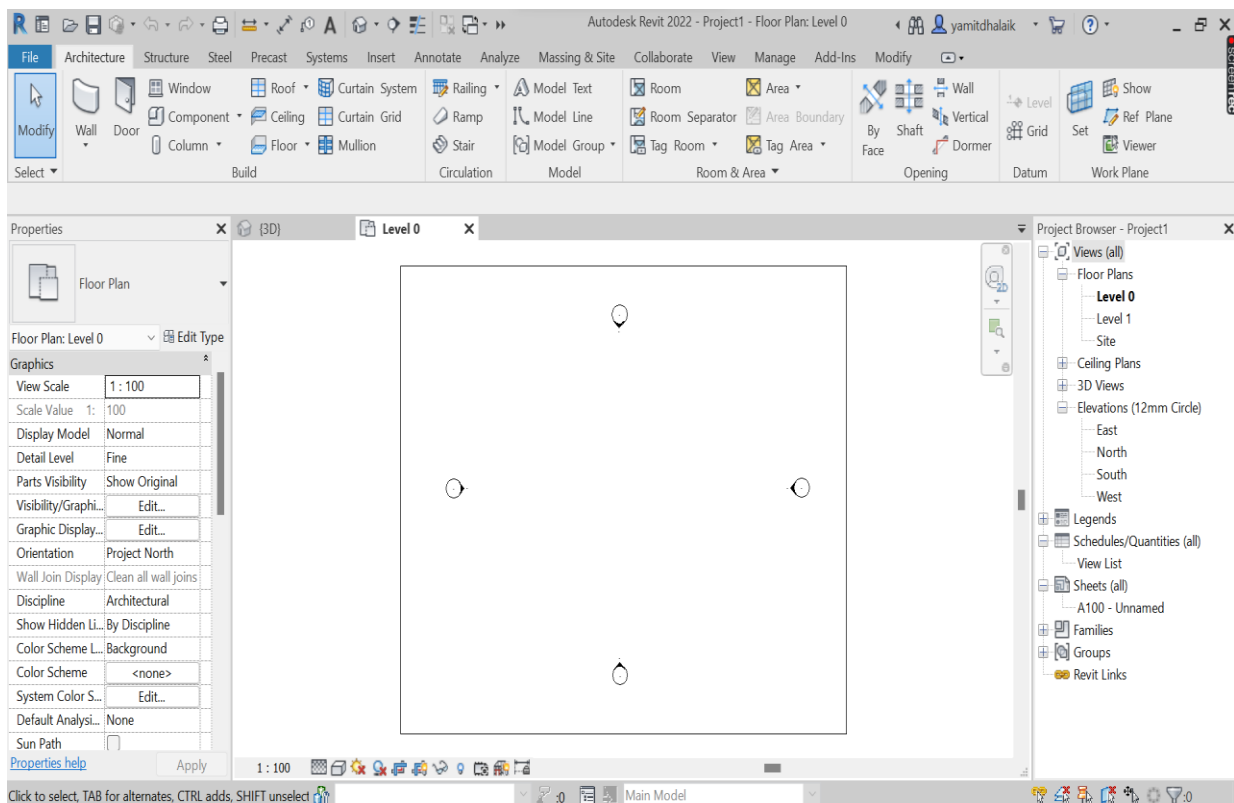 Autodesk Revit 2022 - Project1 - Floor Plan: Level 0 yamitdhalaik
File Architecture Structure Steel Precast Systems Insert Annotate Analyze Massing & Site Collaborate View Manage Add-Ins Modify
Modify
Select
Wall
Door
Window
Component
Column
Roof
Ceiling
Floor
Curtain System
Curtain Grid
Mullion
Build
Railing
Ramp
Stair
Circulation
Model Text
Model Line
Model Group
Model
Room
Room Separator
Tag Room
Area
Area Boundary
Tag Area
Room & Area
By
Face
Shaft
Wall
Vertical
Dormer
Opening
Level
Grid
Datum
Set
Show
Ref Plane
Viewer
Work Plane
Properties
Floor Plan
Floor Plan: Level 0 Edit Type
Graphics
View Scale 1 : 100
Scale Value 1: 100
Display Model Normal
Detail Level Fine
Parts Visibility Show Original
Visibility/Graphi... Edit...
Graphic Display... Edit...
Orientation Project North
Wall Join Display Clean all wall joins
Discipline Architectural
Show Hidden Li... By Discipline
Color Scheme L... Background
Color Scheme <none>
System Color S... Edit...
Default Analysi... None
Sun Path
Properties help Apply
{3D} Level 0
2D
1 : 100
Project Browser - Project1
Views (all)
Floor Plans
Level 0
Level 1
Site
Ceiling Plans
3D Views
Elevations (12mm Circle)
East
North
South
West
Legends
Schedules/Quantities (all)
View List
Sheets (all)
A100 - Unnamed
Families
Groups
Revit Links
Click to select, TAB for alternates, CTRL adds, SHIFT unselect :0 Main Model :0